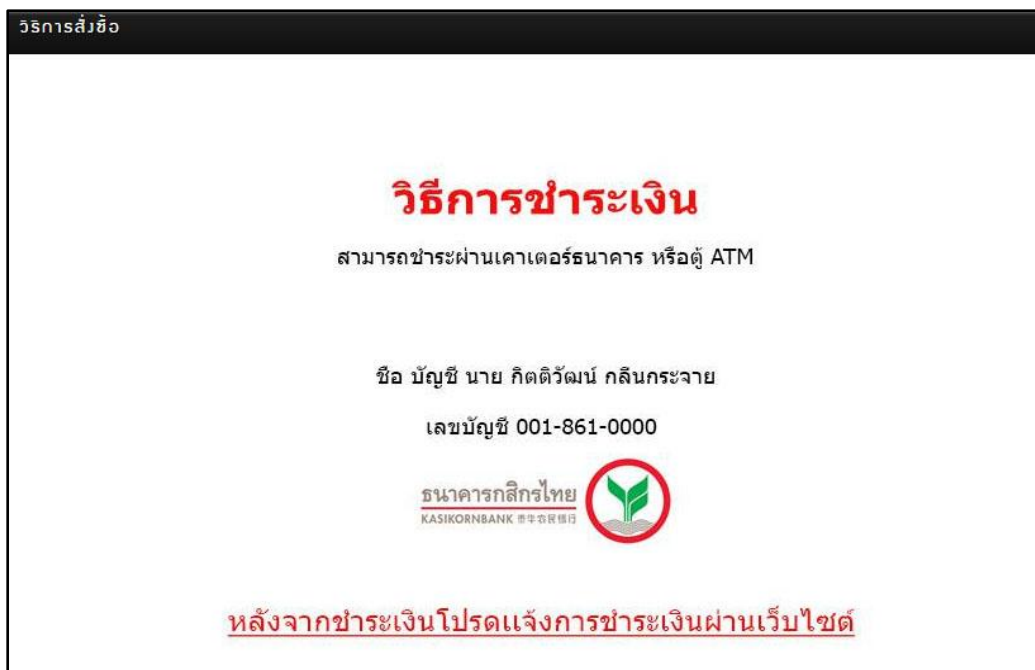 วิธีการสั่งซื้อ
วิธีการชำระเงิน
สามารถชำระผ่านเคาเตอร์ธนาคาร หรือตู้ ATM
ชื่อ บัญชี นาย กิตติวัฒน์ กลิ่นกระจาย
เลขบัญชี 001-861-0000
ธนาคารกสิกรไทย
KASIKORNBANK 泰华农民银行
หลังจากชำระเงินโปรดแจ้งการชำระเงินผ่านเว็บไซต์